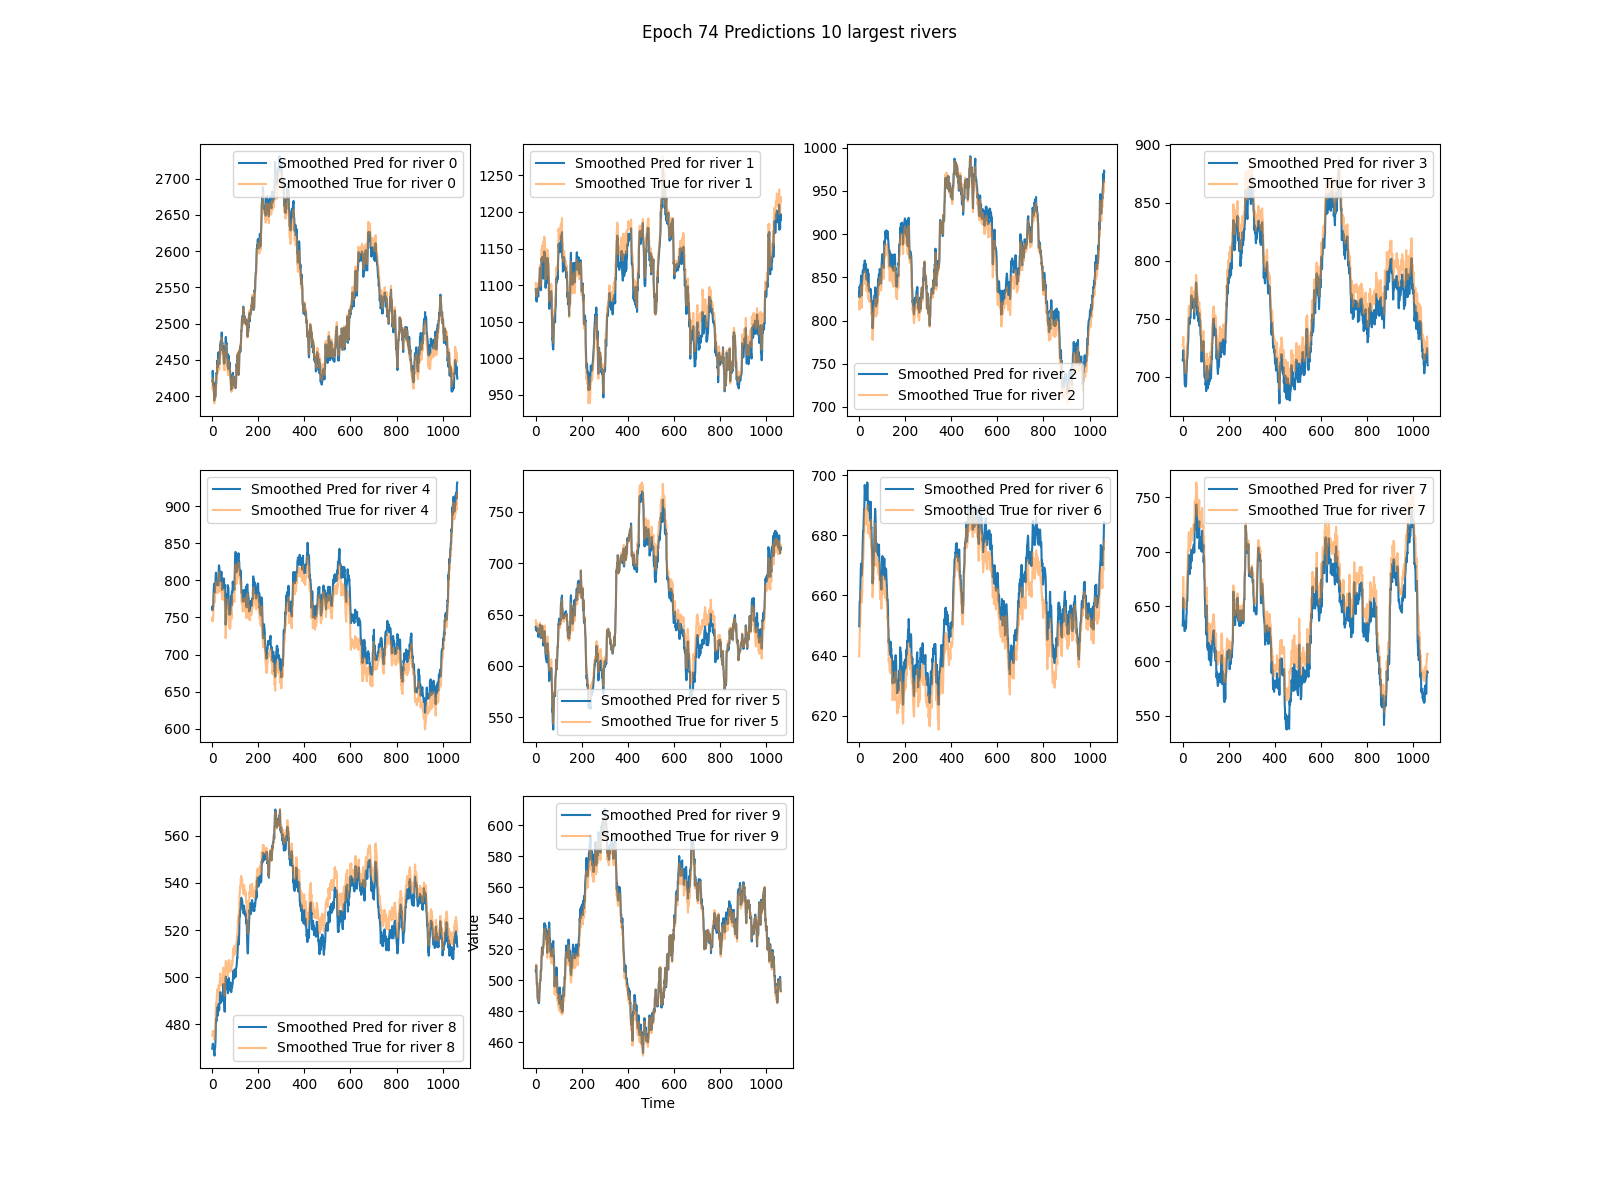 Epoch 74 Predictions 10 largest rivers
Smoothed Pred for river 0
Smoothed True for river 0
2700
2650
2600
2550
2500
2450
2400
0 200 400 600 800 1000
Smoothed Pred for river 1
Smoothed True for river 1
1250
1200
1150
1100
1050
1000
950
0 200 400 600 800 1000
1000
950
900
850
800
750
700
Smoothed Pred for river 2
Smoothed True for river 2
0 200 400 600 800 1000
900
850
800
750
700
Smoothed Pred for river 3
Smoothed True for river 3
0 200 400 600 800 1000
Smoothed Pred for river 4
Smoothed True for river 4
900
850
800
750
700
650
600
0 200 400 600 800 1000
750
700
650
600
550
Smoothed Pred for river 5
Smoothed True for river 5
0 200 400 600 800 1000
700
680
660
640
620
Smoothed Pred for river 6
Smoothed True for river 6
0 200 400 600 800 1000
Smoothed Pred for river 7
Smoothed True for river 7
750
700
650
600
550
0 200 400 600 800 1000
560
540
520
500
480
Smoothed Pred for river 8
Smoothed True for river 8
0 200 400 600 800 1000
Value
Smoothed Pred for river 9
Smoothed True for river 9
600
580
560
540
520
500
480
460
0 200 400 600 800 1000
Time